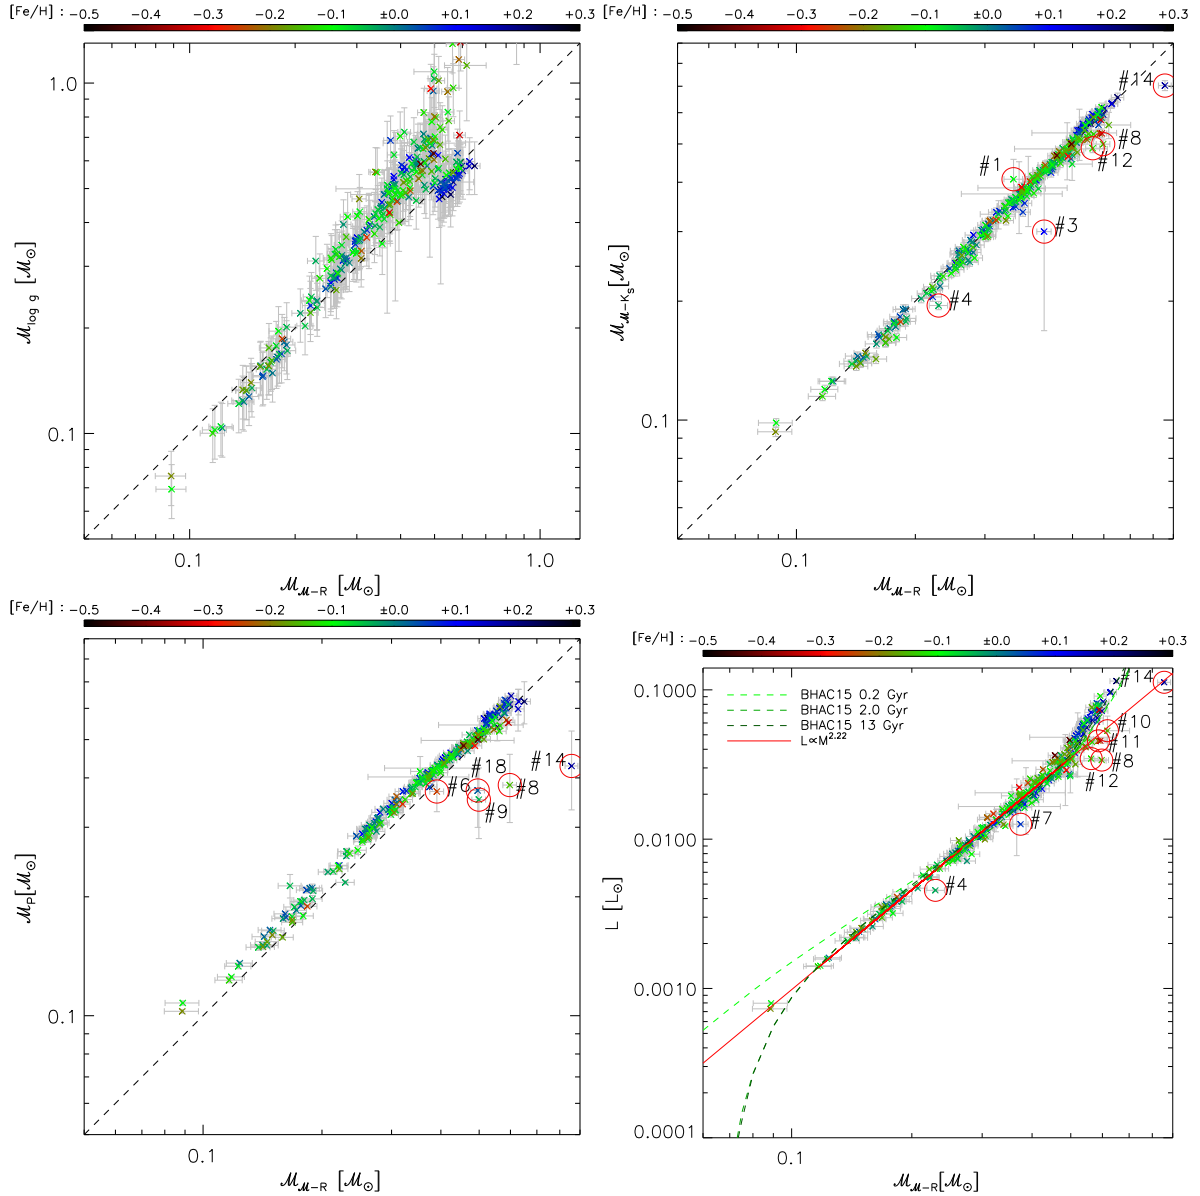 [Fe/H] : -0.5 -0.4 -0.3 -0.2 -0.1 ±0.0 +0.1 +0.2 +0.3
1.0
0.1
0.1 1.0
ℳlog g [ℳ⊙]
ℳℳ-R [ℳ⊙]
[Fe/H] : -0.5 -0.4 -0.3 -0.2 -0.1 ±0.0 +0.1 +0.2 +0.3
#14
#8
#12
#1
#3
#4
0.1
0.1
ℳℳ-Ks[ℳ⊙]
ℳℳ-R [ℳ⊙]
[Fe/H] : -0.5 -0.4 -0.3 -0.2 -0.1 ±0.0 +0.1 +0.2 +0.3
#14
#18
#6
#8
#9
0.1
0.1
ℳP[ℳ⊙]
ℳℳ-R [ℳ⊙]
[Fe/H] : -0.5 -0.4 -0.3 -0.2 -0.1 ±0.0 +0.1 +0.2 +0.3
BHAC15 0.2 Gyr
BHAC15 2.0 Gyr
BHAC15 13 Gyr
L∝M^2.22
#14
#10
#11
#8
#12
#7
#4
0.1000
0.0100
0.0010
0.0001
0.1
L [L⊙]
ℳℳ-R[ℳ⊙]